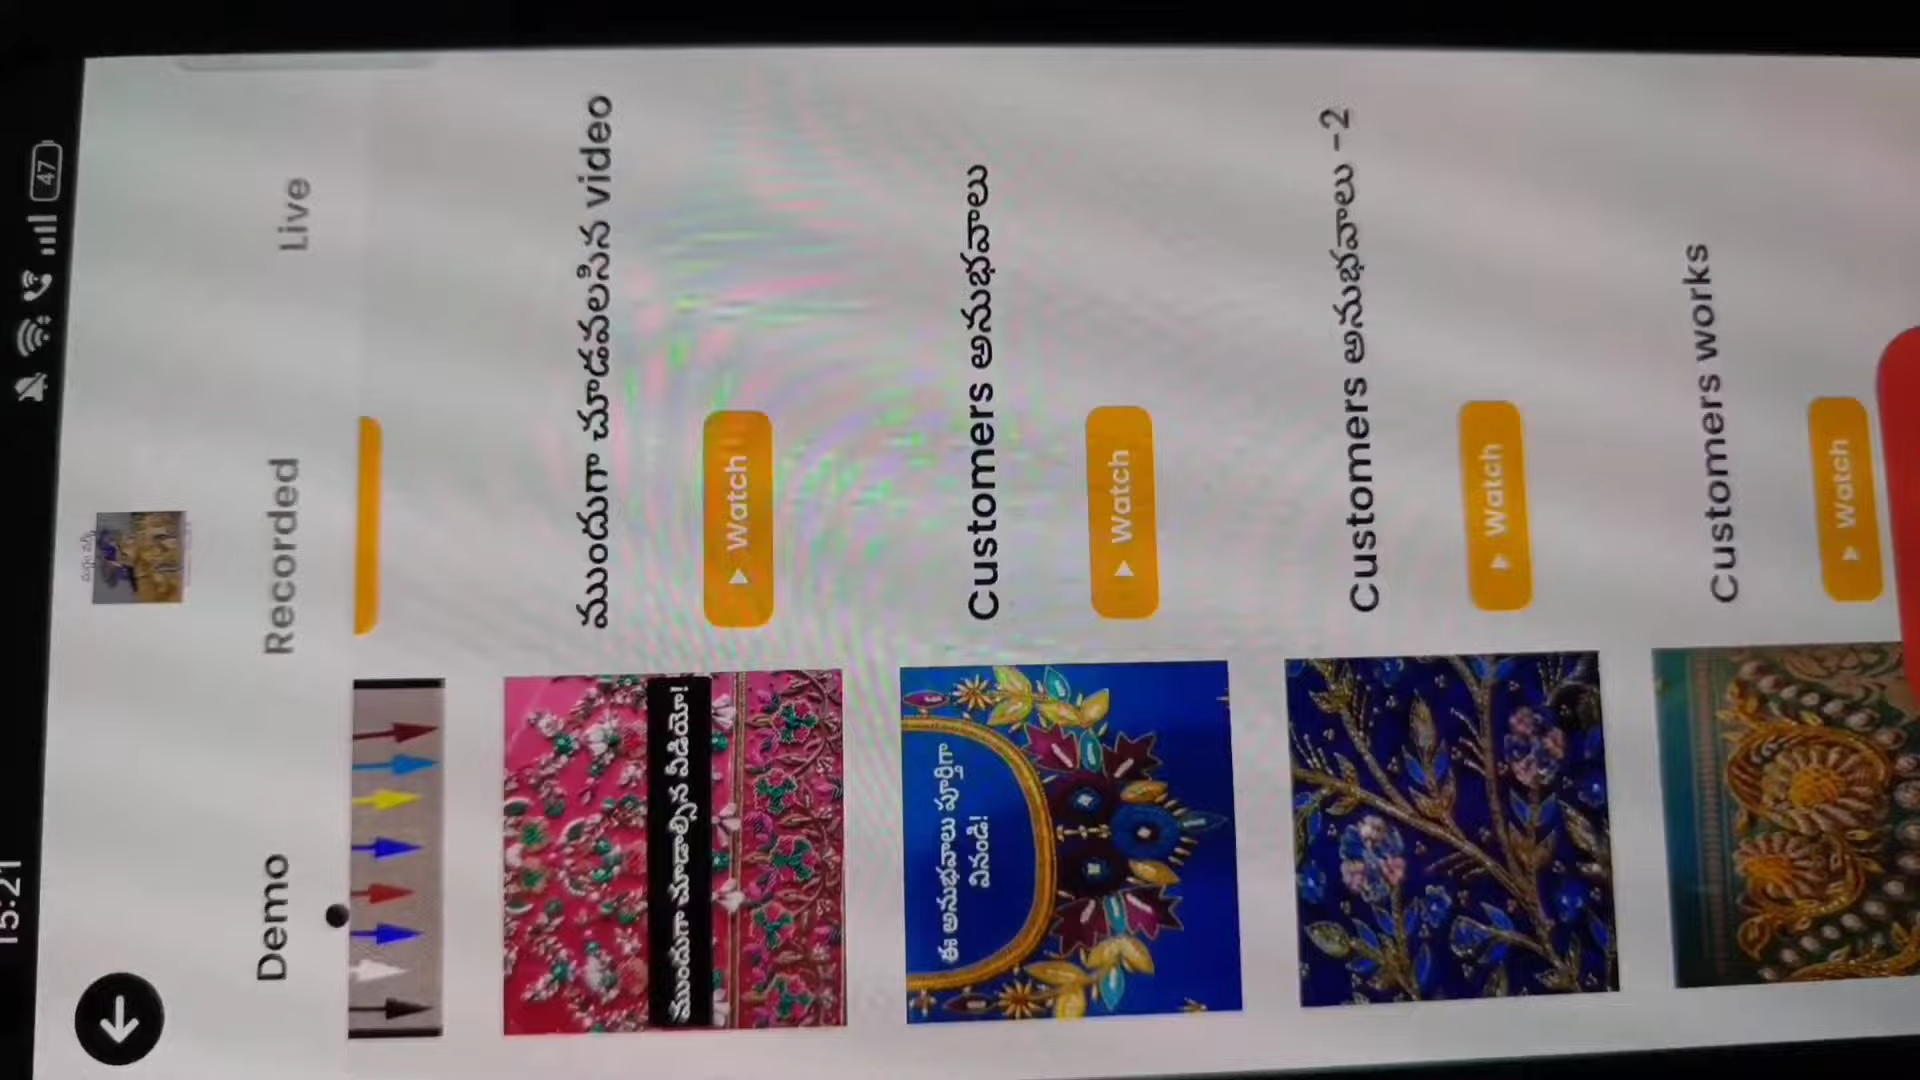 15:21
47
Demo
Recorded
Live
ముందుగా చూడవలసిన video
▶ Watch
ముందుగా చూడాల్సిన వీడియో!
Customers అనుభవాలు
▶ Watch
ఈ అనుభవాలు పూర్తిగా
వినండి!
Customers అనుభవాలు -2
▶ Watch
Customers works
▶ Watch